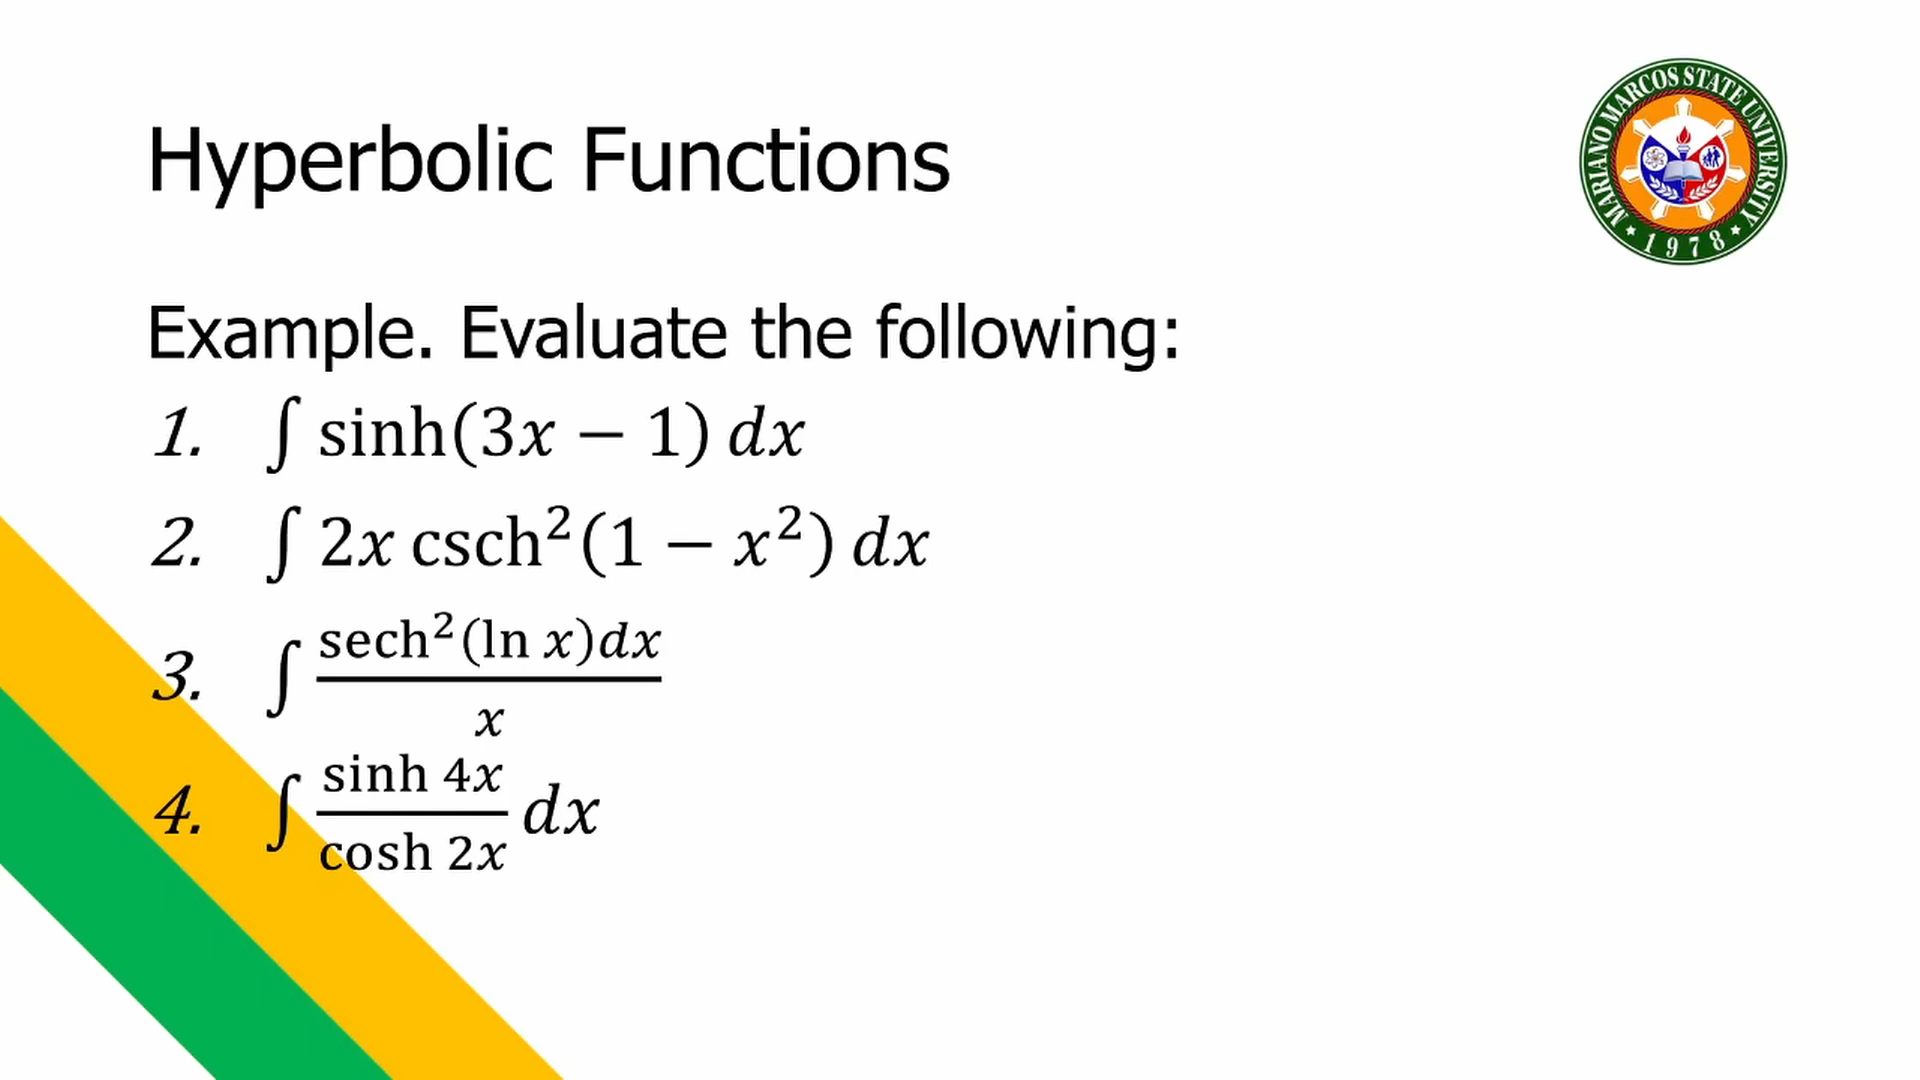 Hyperbolic Functions
MARIANO MARCOS STATE UNIVERSITY
1978
Example. Evaluate the following:
1. ∫ sinh(3x − 1) dx
2. ∫ 2x csch²(1 − x²) dx
3. ∫ sech²(ln x)dx / x
4. ∫ sinh 4x / cosh 2x dx